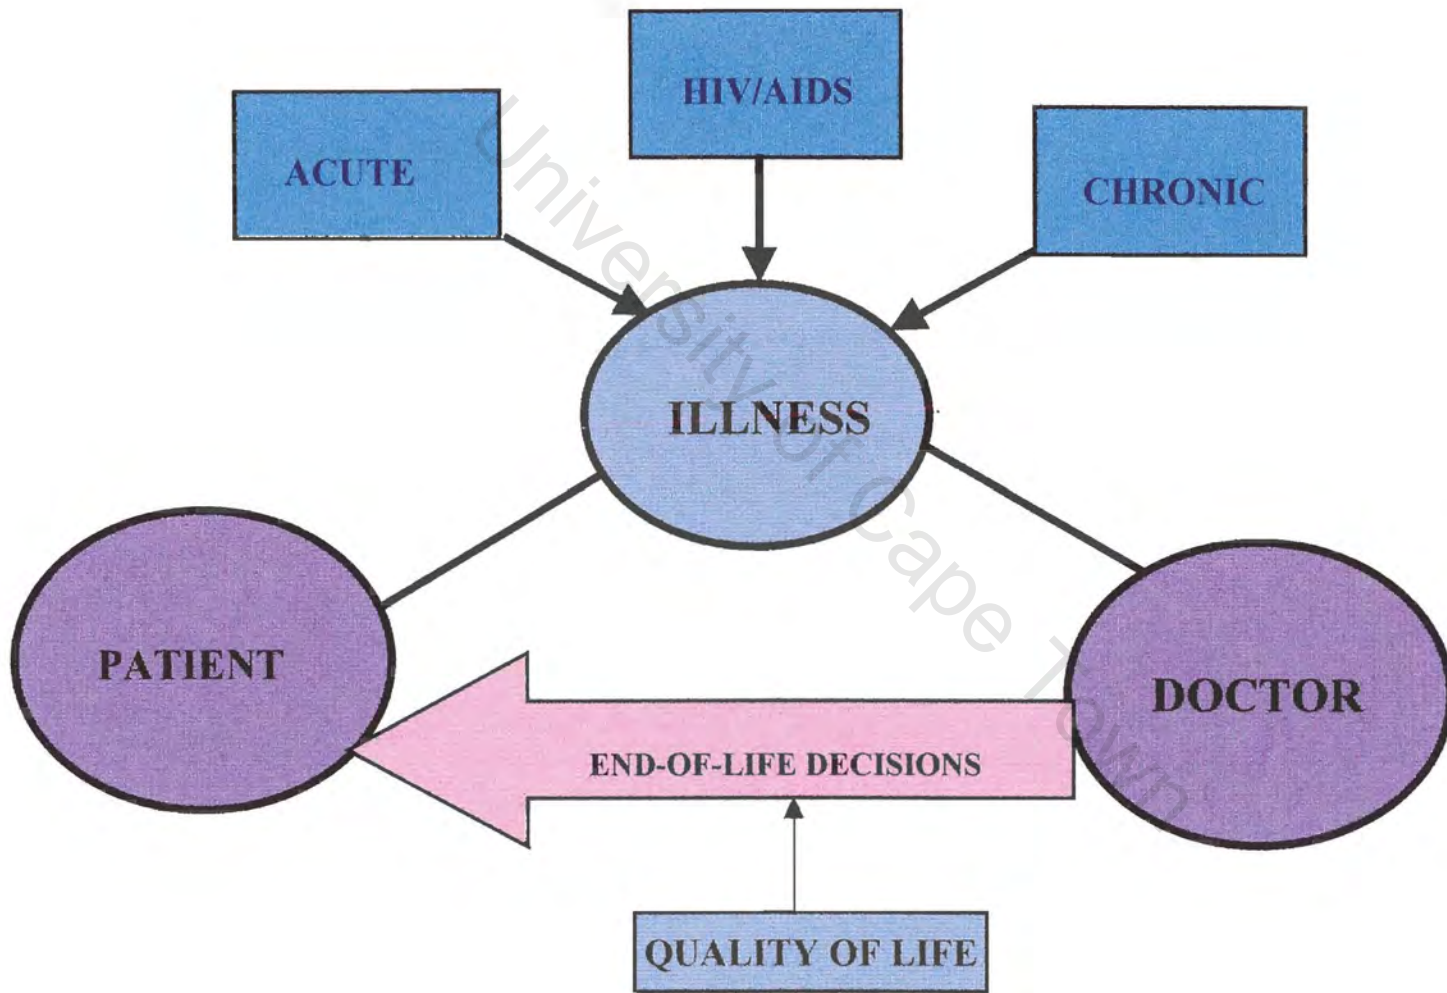 HIV/AIDS
ACUTE
CHRONIC
ILLNESS
PATIENT
DOCTOR
END-OF-LIFE DECISIONS
QUALITY OF LIFE
University of Cape Town